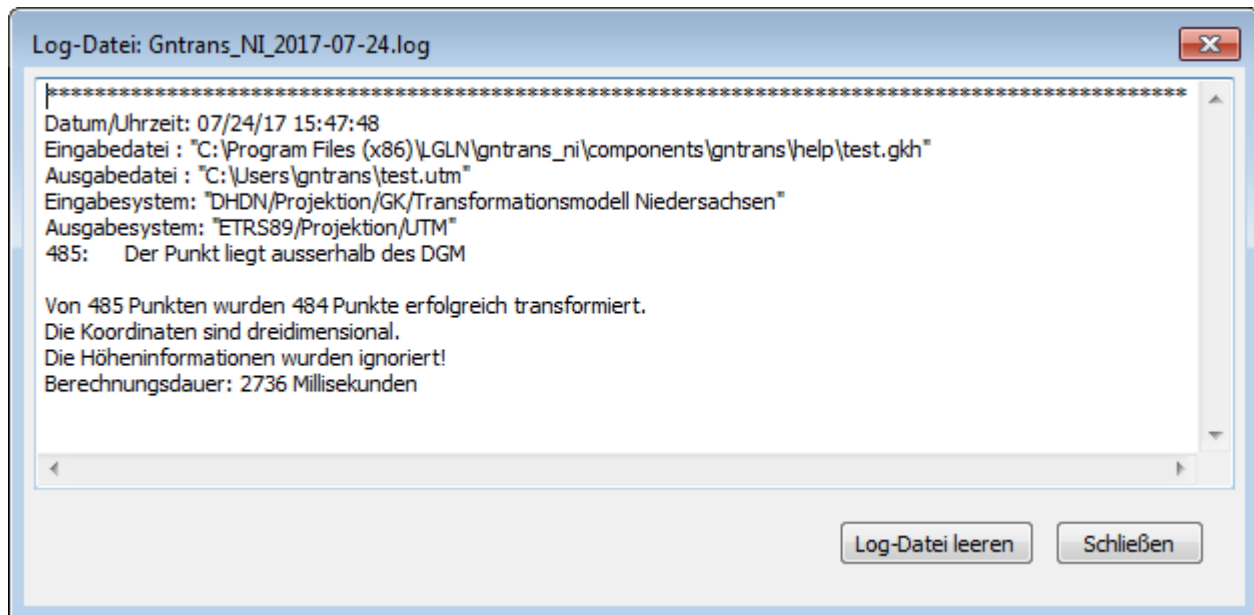 Log-Datei: Gntrans_NI_2017-07-24.log
************************************************************************************************
Datum/Uhrzeit: 07/24/17 15:47:48
Eingabedatei : "C:\Program Files (x86)\LGLN\gntrans_ni\components\gntrans\help\test.gkh"
Ausgabedatei : "C:\Users\gntrans\test.utm"
Eingabesystem: "DHDN/Projektion/GK/Transformationsmodell Niedersachsen"
Ausgabesystem: "ETRS89/Projektion/UTM"
485: Der Punkt liegt ausserhalb des DGM
Von 485 Punkten wurden 484 Punkte erfolgreich transformiert.
Die Koordinaten sind dreidimensional.
Die Höheninformationen wurden ignoriert!
Berechnungsdauer: 2736 Millisekunden
Log-Datei leeren
Schließen